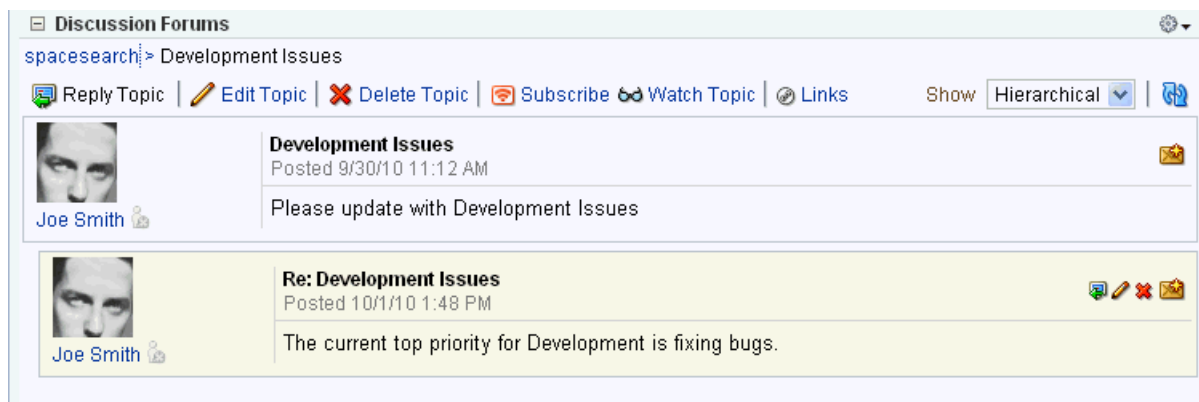 Discussion Forums
spacesearch > Development Issues
Reply Topic | Edit Topic | Delete Topic | Subscribe Watch Topic | Links Show Hierarchical |
Development Issues
Posted 9/30/10 11:12 AM
Please update with Development Issues
Joe Smith
Re: Development Issues
Posted 10/1/10 1:48 PM
The current top priority for Development is fixing bugs.
Joe Smith